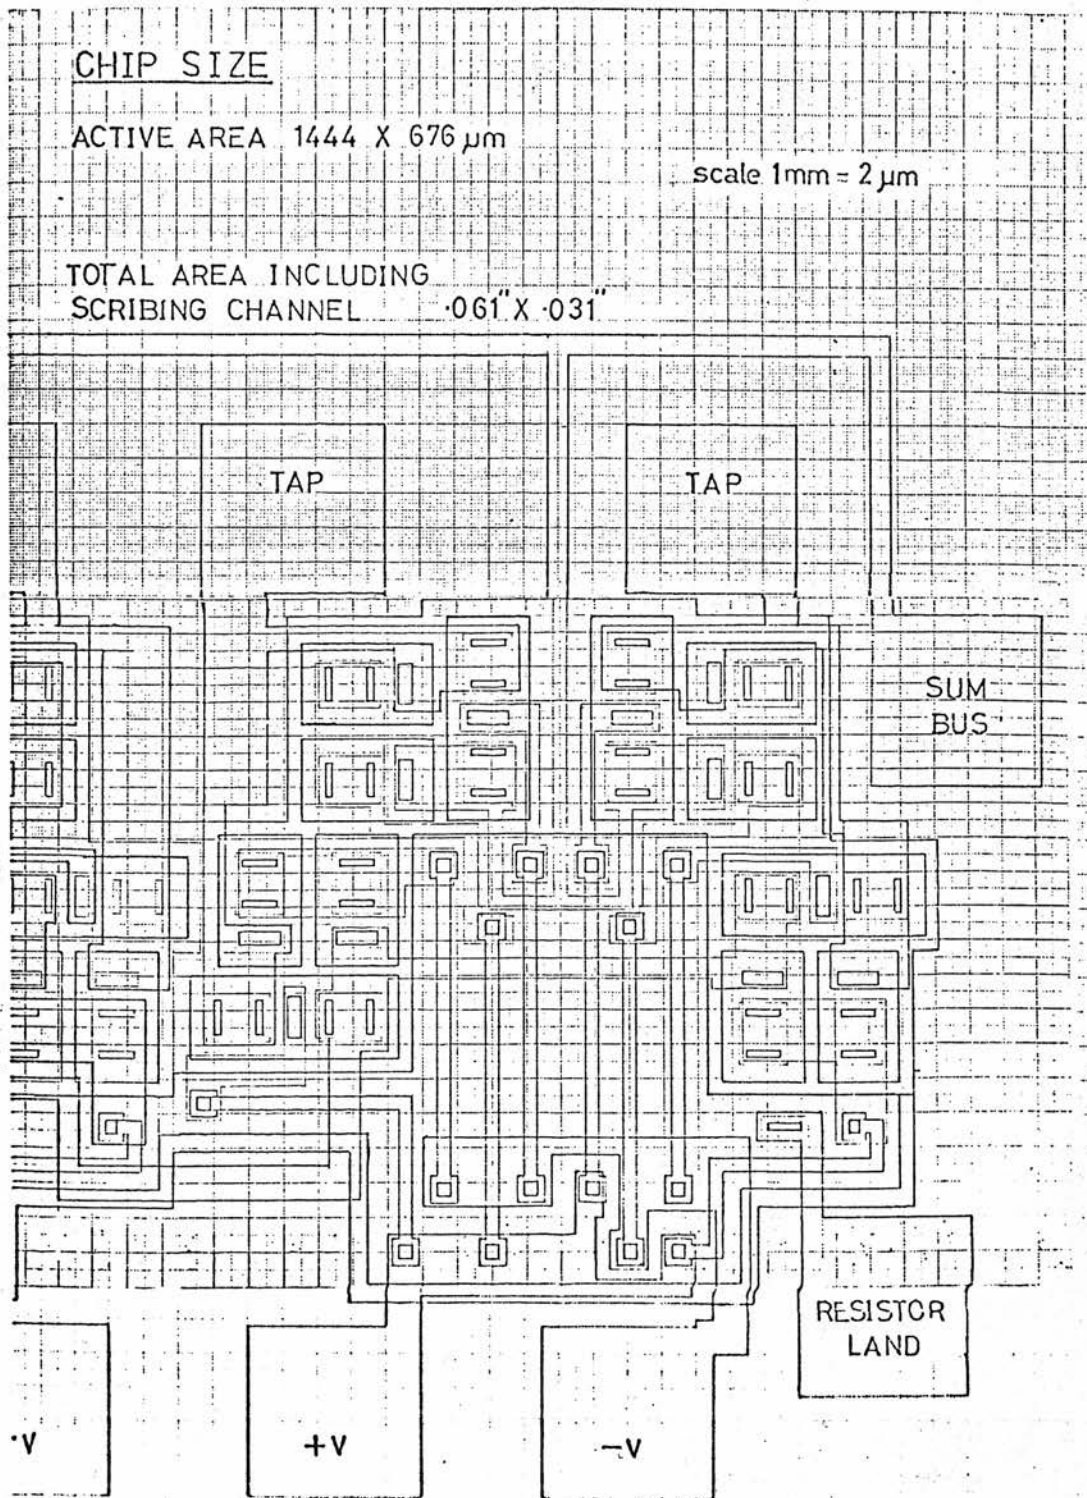 CHIP SIZE
ACTIVE AREA 1444 X 676 µm
scale 1mm = 2 µm
TOTAL AREA INCLUDING
SCRIBING CHANNEL ·061" X ·031"
TAP
TAP
SUM
BUS
RESISTOR
LAND
·V
+V
-V